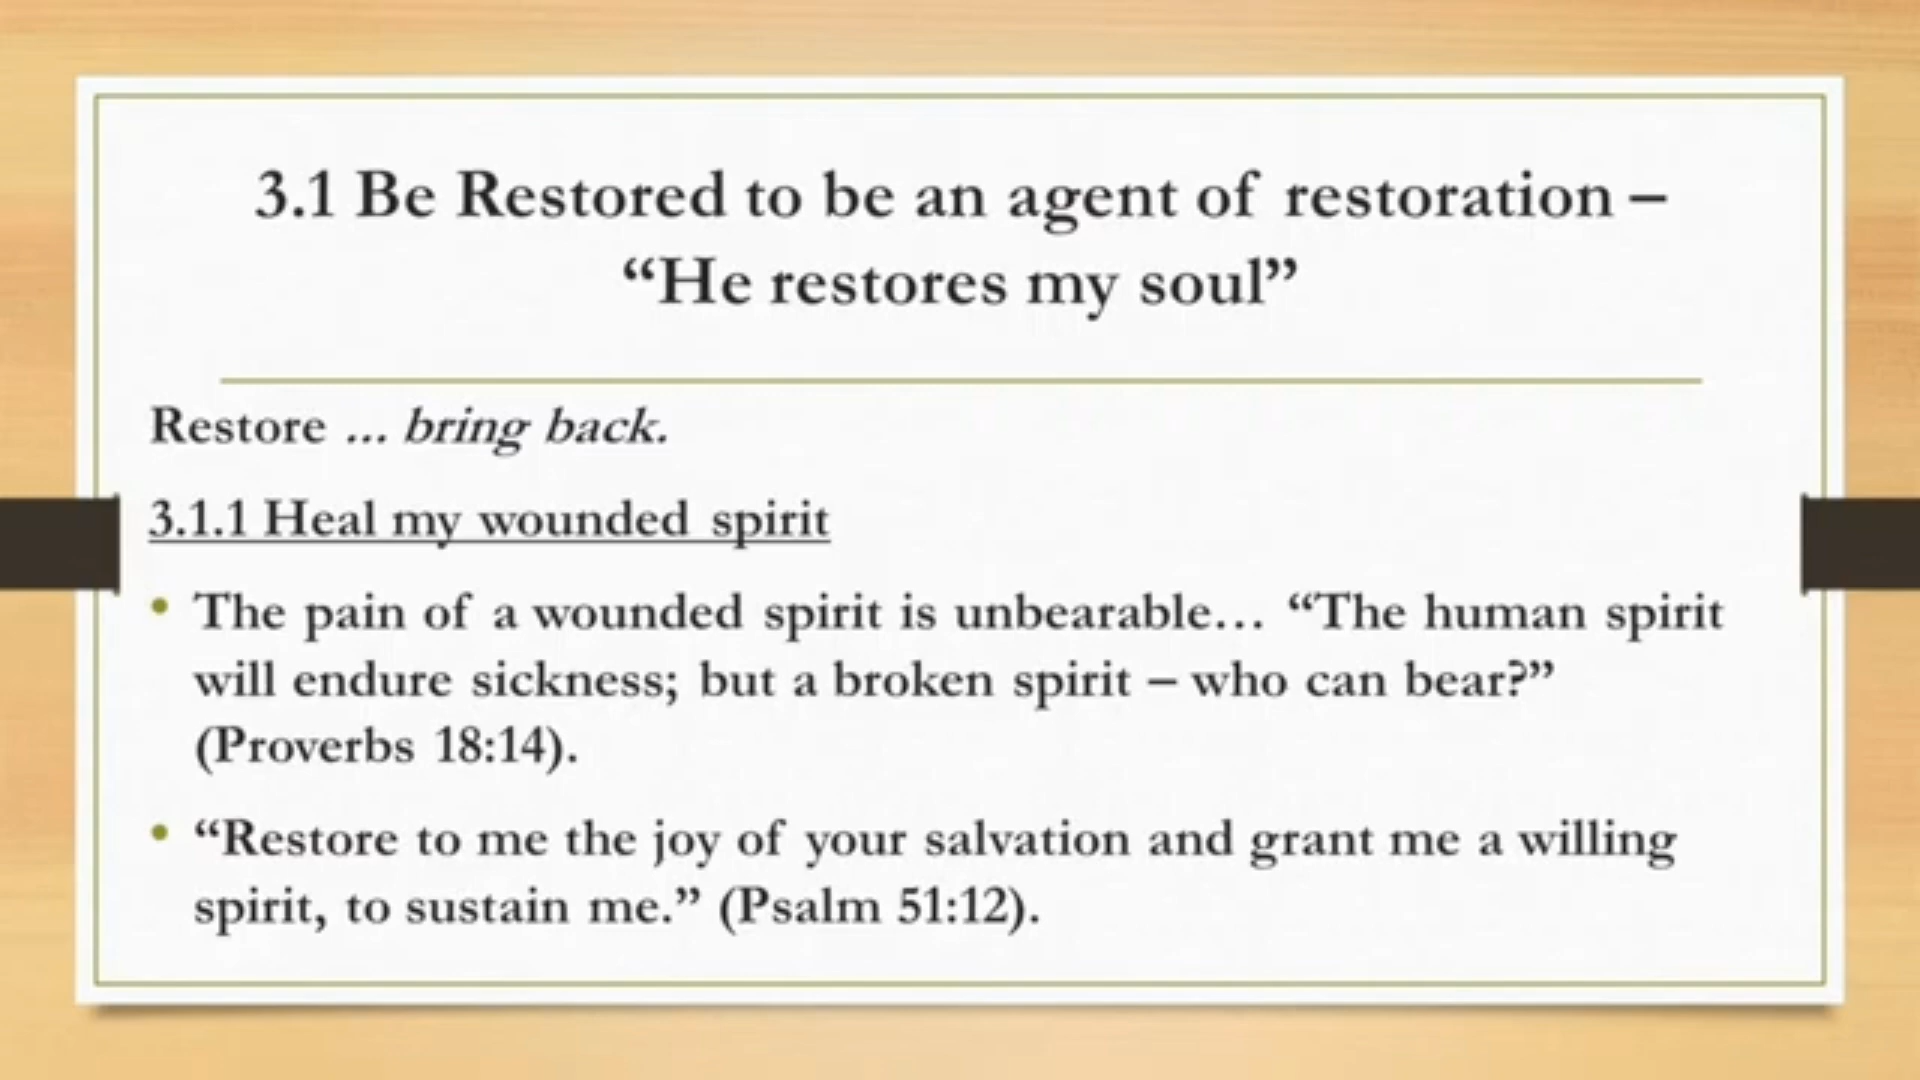 3.1 Be Restored to be an agent of restoration –
“He restores my soul”
Restore ... bring back.
3.1.1 Heal my wounded spirit
• The pain of a wounded spirit is unbearable… “The human spirit
will endure sickness; but a broken spirit – who can bear?”
(Proverbs 18:14).
• “Restore to me the joy of your salvation and grant me a willing
spirit, to sustain me.” (Psalm 51:12).